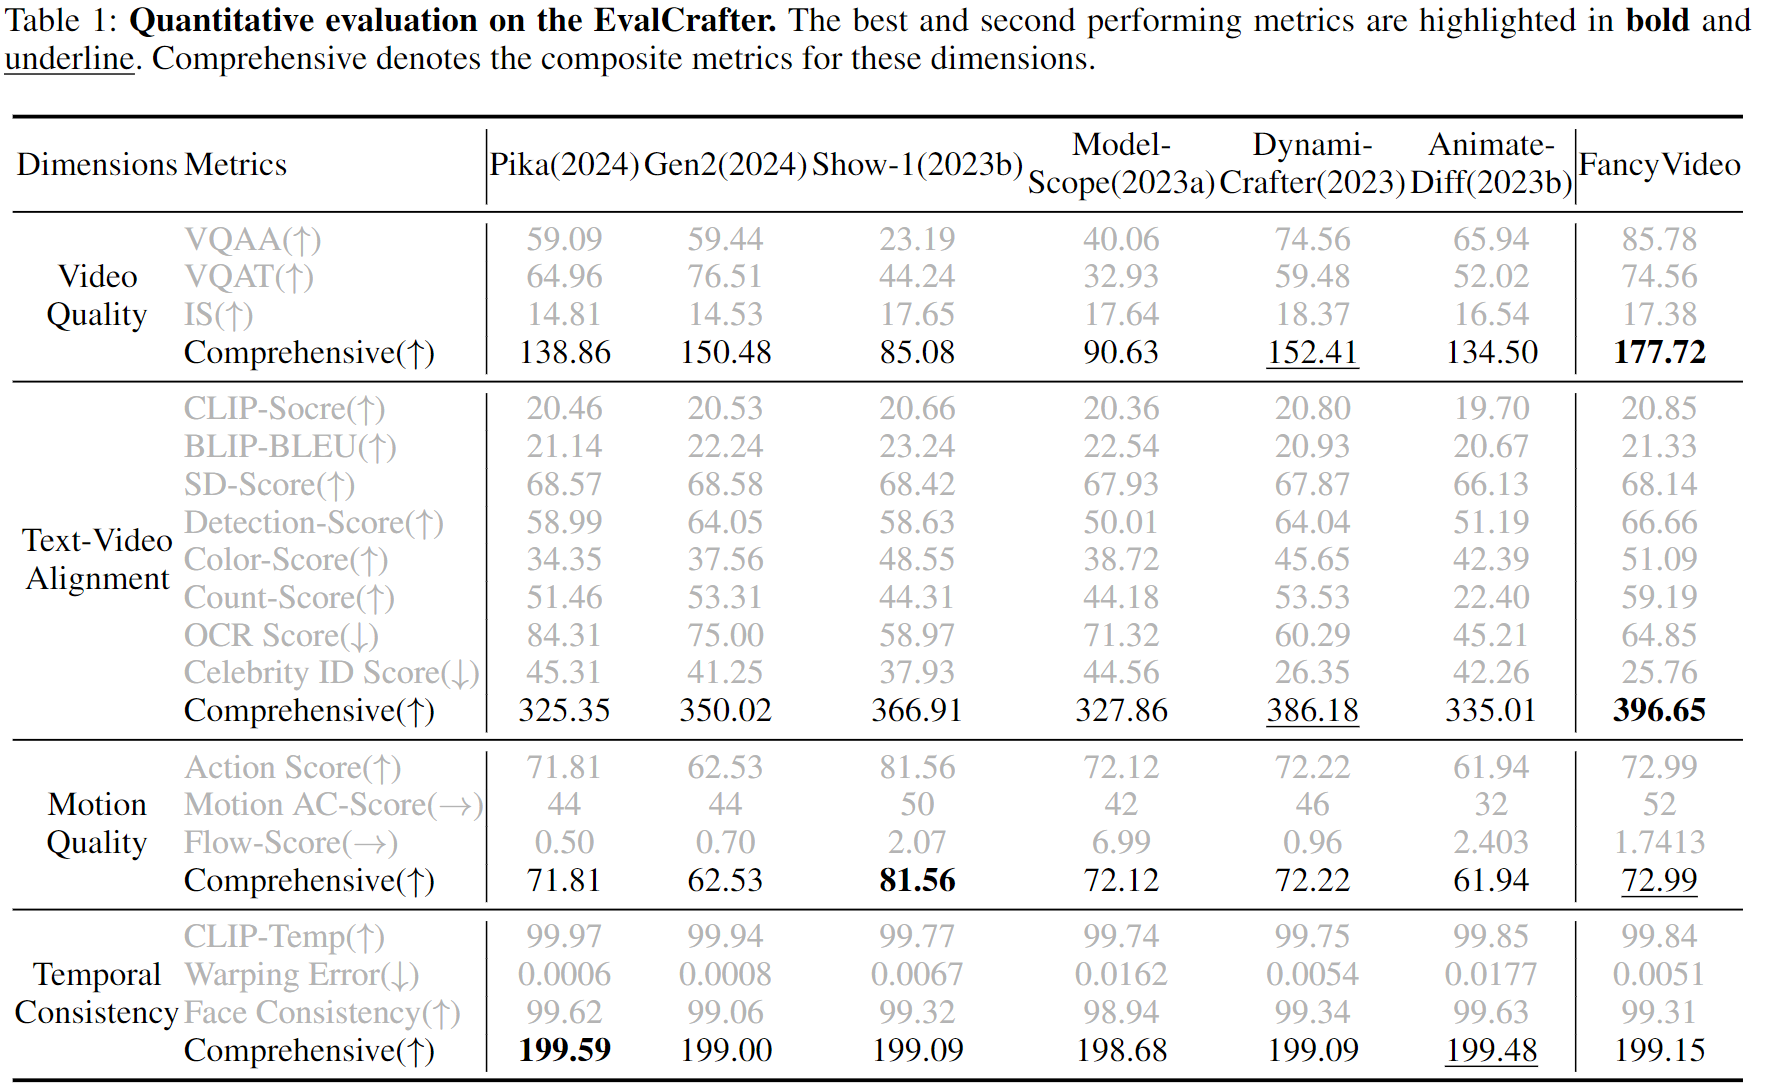 Table 1: Quantitative evaluation on the EvalCrafter. The best and second performing metrics are highlighted in bold and
underline. Comprehensive denotes the composite metrics for these dimensions.
Dimensions Metrics Pika(2024) Gen2(2024) Show-1(2023b) Model-Scope(2023a) Dynami-Crafter(2023) Animate-Diff(2023b) FancyVideo
Video Quality
VQAA(↑) 59.09 59.44 23.19 40.06 74.56 65.94 85.78
VQAT(↑) 64.96 76.51 44.24 32.93 59.48 52.02 74.56
IS(↑) 14.81 14.53 17.65 17.64 18.37 16.54 17.38
Comprehensive(↑) 138.86 150.48 85.08 90.63 152.41 134.50 177.72
Text-Video Alignment
CLIP-Socre(↑) 20.46 20.53 20.66 20.36 20.80 19.70 20.85
BLIP-BLEU(↑) 21.14 22.24 23.24 22.54 20.93 20.67 21.33
SD-Score(↑) 68.57 68.58 68.42 67.93 67.87 66.13 68.14
Detection-Score(↑) 58.99 64.05 58.63 50.01 64.04 51.19 66.66
Color-Score(↑) 34.35 37.56 48.55 38.72 45.65 42.39 51.09
Count-Score(↑) 51.46 53.31 44.31 44.18 53.53 22.40 59.19
OCR Score(↓) 84.31 75.00 58.97 71.32 60.29 45.21 64.85
Celebrity ID Score(↓) 45.31 41.25 37.93 44.56 26.35 42.26 25.76
Comprehensive(↑) 325.35 350.02 366.91 327.86 386.18 335.01 396.65
Motion Quality
Action Score(↑) 71.81 62.53 81.56 72.12 72.22 61.94 72.99
Motion AC-Score(→) 44 44 50 42 46 32 52
Flow-Score(→) 0.50 0.70 2.07 6.99 0.96 2.403 1.7413
Comprehensive(↑) 71.81 62.53 81.56 72.12 72.22 61.94 72.99
Temporal Consistency
CLIP-Temp(↑) 99.97 99.94 99.77 99.74 99.75 99.85 99.84
Warping Error(↓) 0.0006 0.0008 0.0067 0.0162 0.0054 0.0177 0.0051
Face Consistency(↑) 99.62 99.06 99.32 98.94 99.34 99.63 99.31
Comprehensive(↑) 199.59 199.00 199.09 198.68 199.09 199.48 199.15